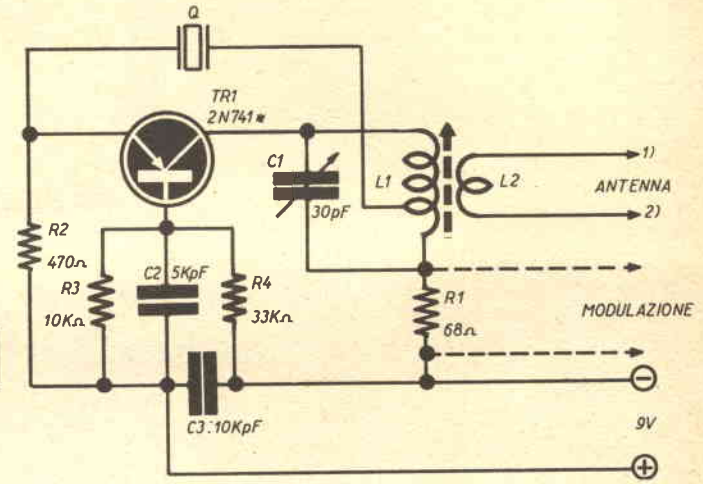 Q
TR1
2N741*
C1
30pF
L1
L2
1)
ANTENNA
2)
R2
470Ω
R3
10KΩ
C2 5KpF
R4
33KΩ
R1
68Ω
MODULAZIONE
C3:10KpF
−
9V
+